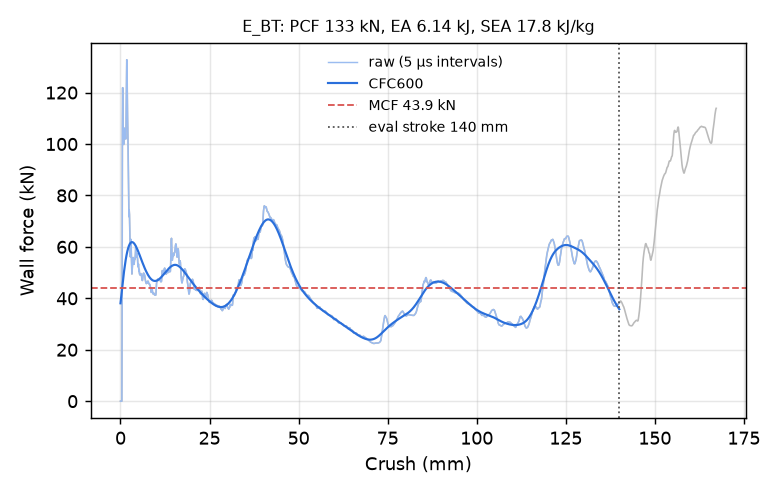 E_BT: PCF 133 kN, EA 6.14 kJ, SEA 17.8 kJ/kg
raw (5 µs intervals)
CFC600
MCF 43.9 kN
eval stroke 140 mm
Wall force (kN)
120
100
80
60
40
20
0
0 25 50 75 100 125 150 175
Crush (mm)